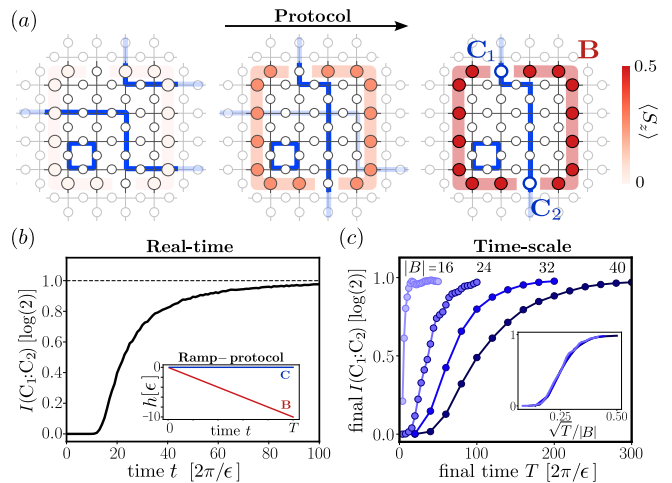 (a)
Protocol
C₁
B
C₂
0.5
0
⟨S^z⟩
(b)
Real-time
I(C₁:C₂) [log(2)]
1.0
0.8
0.6
0.4
0.2
0.0
0
20
40
60
80
100
time t [2π/ϵ]
Ramp−protocol
h[ϵ]
0
−10
C
B
0
time t
T
(c)
Time-scale
final I(C₁:C₂) [log(2)]
|B| =16
24
32
40
1.0
0.5
0.0
0
100
200
300
final time T [2π/ϵ]
1
0
0.25
0.50
√T/|B|